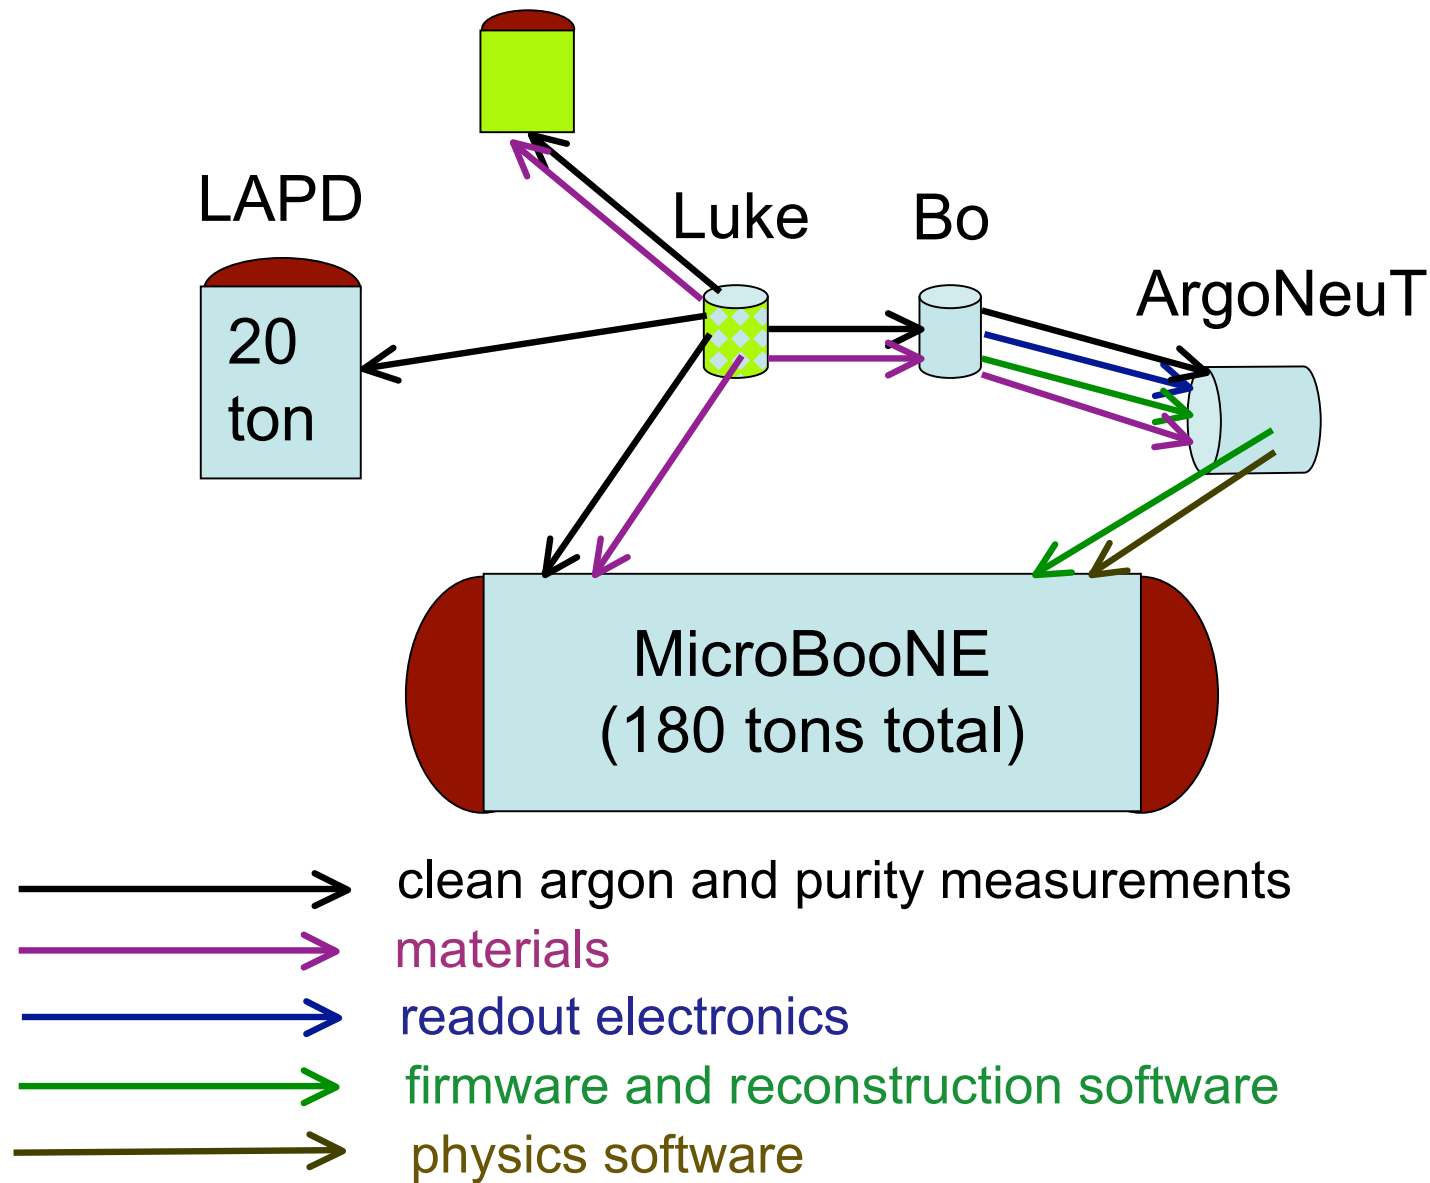 LAPD
Luke
Bo
ArgoNeuT
20
ton
MicroBooNE
(180 tons total)
clean argon and purity measurements
materials
readout electronics
firmware and reconstruction software
physics software